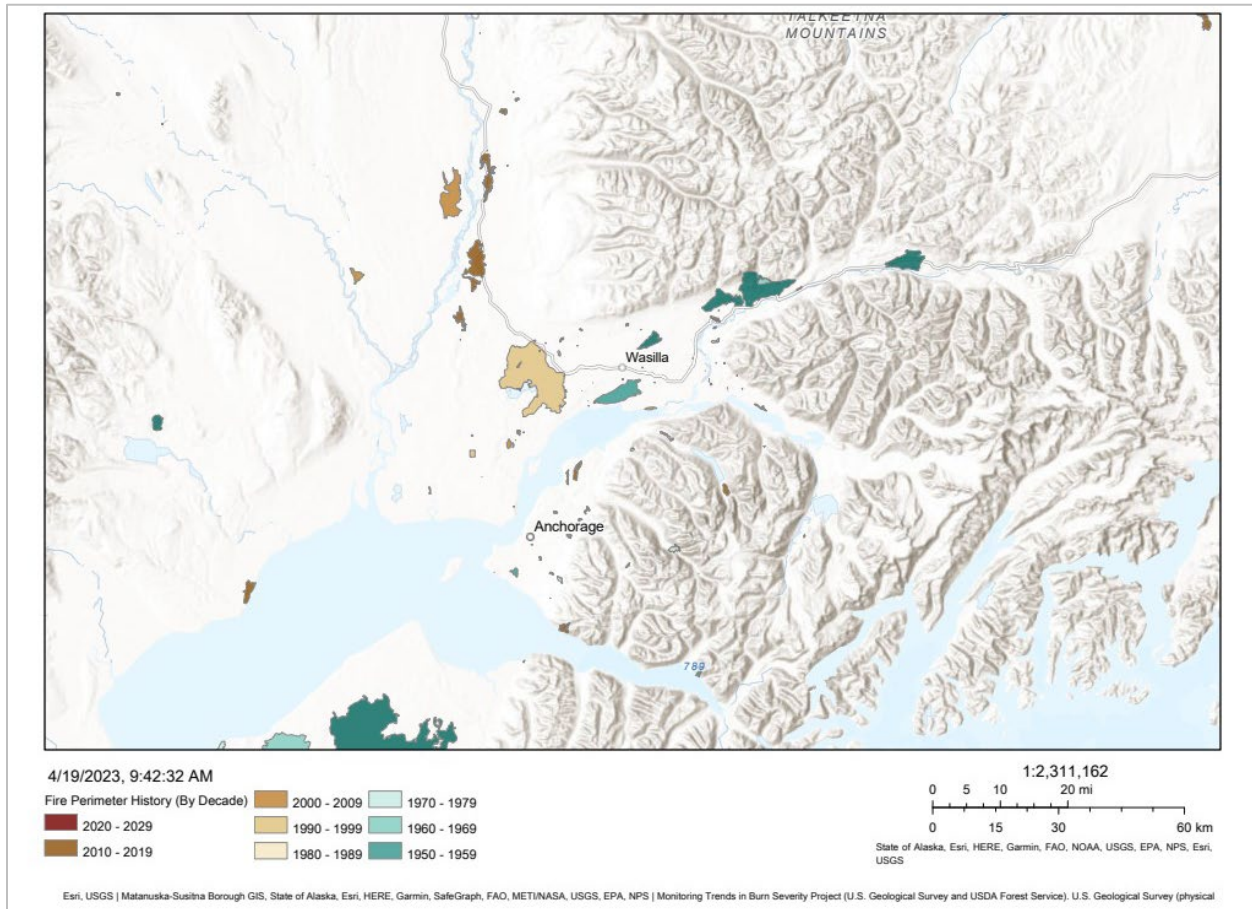 TALKEETNA
MOUNTAINS
Wasilla
Anchorage
789
4/19/2023, 9:42:32 AM
Fire Perimeter History (By Decade)
2020 - 2029
2010 - 2019
2000 - 2009
1990 - 1999
1980 - 1989
1970 - 1979
1960 - 1969
1950 - 1959
1:2,311,162
0 5 10 20 mi
0 15 30 60 km
State of Alaska, Esri, HERE, Garmin, FAO, NOAA, USGS, EPA, NPS, Esri,
USGS
Esri, USGS | Matanuska-Susitna Borough GIS, State of Alaska, Esri, HERE, Garmin, SafeGraph, FAO, METI/NASA, USGS, EPA, NPS | Monitoring Trends in Burn Severity Project (U.S. Geological Survey and USDA Forest Service). U.S. Geological Survey (physical